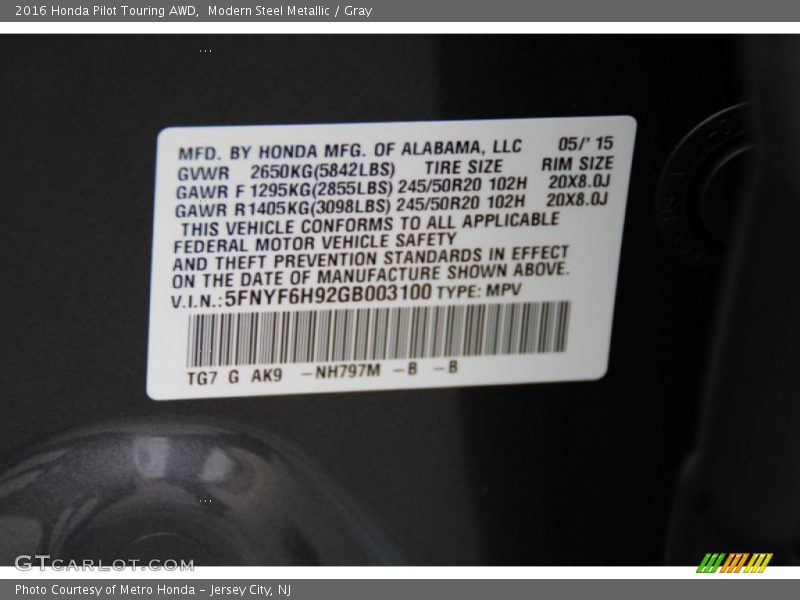 2016 Honda Pilot Touring AWD,  Modern Steel Metallic / Gray
MFD. BY HONDA MFG. OF ALABAMA, LLC 05/' 15
GVWR 2650KG(5842LBS) TIRE SIZE RIM SIZE
GAWR F 1295KG(2855LBS) 245/50R20 102H 20X8.0J
GAWR R1405KG(3098LBS) 245/50R20 102H 20X8.0J
THIS VEHICLE CONFORMS TO ALL APPLICABLE
FEDERAL MOTOR VEHICLE SAFETY
AND THEFT PREVENTION STANDARDS IN EFFECT
ON THE DATE OF MANUFACTURE SHOWN ABOVE.
V.I.N.:5FNYF6H92GB003100 TYPE: MPV
TG7 G AK9 -NH797M -B -B
GTcarlot.com
Photo Courtesy of Metro Honda - Jersey City, NJ